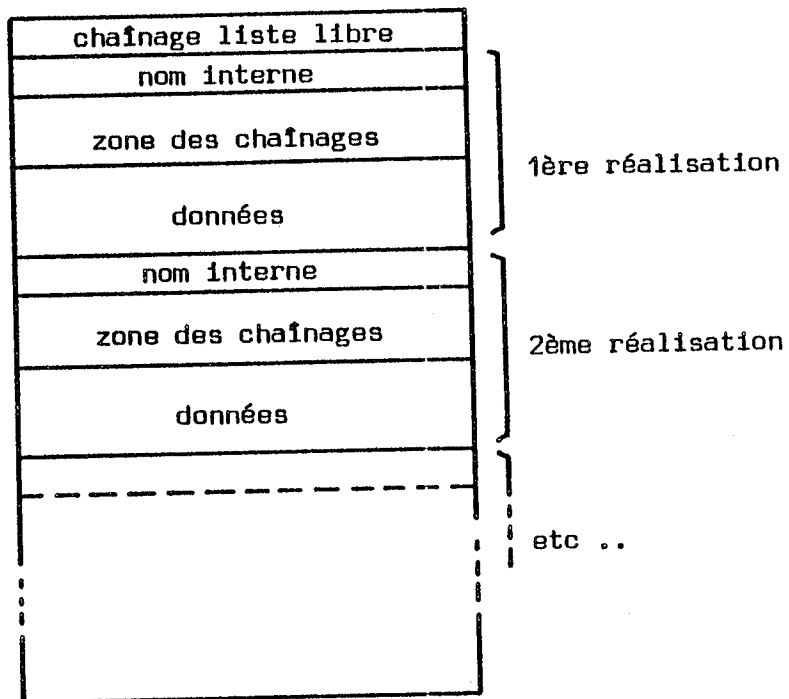 chaînage liste libre
nom interne
zone des chaînages
1ère réalisation
données
nom interne
zone des chaînages
2ème réalisation
données
etc ..